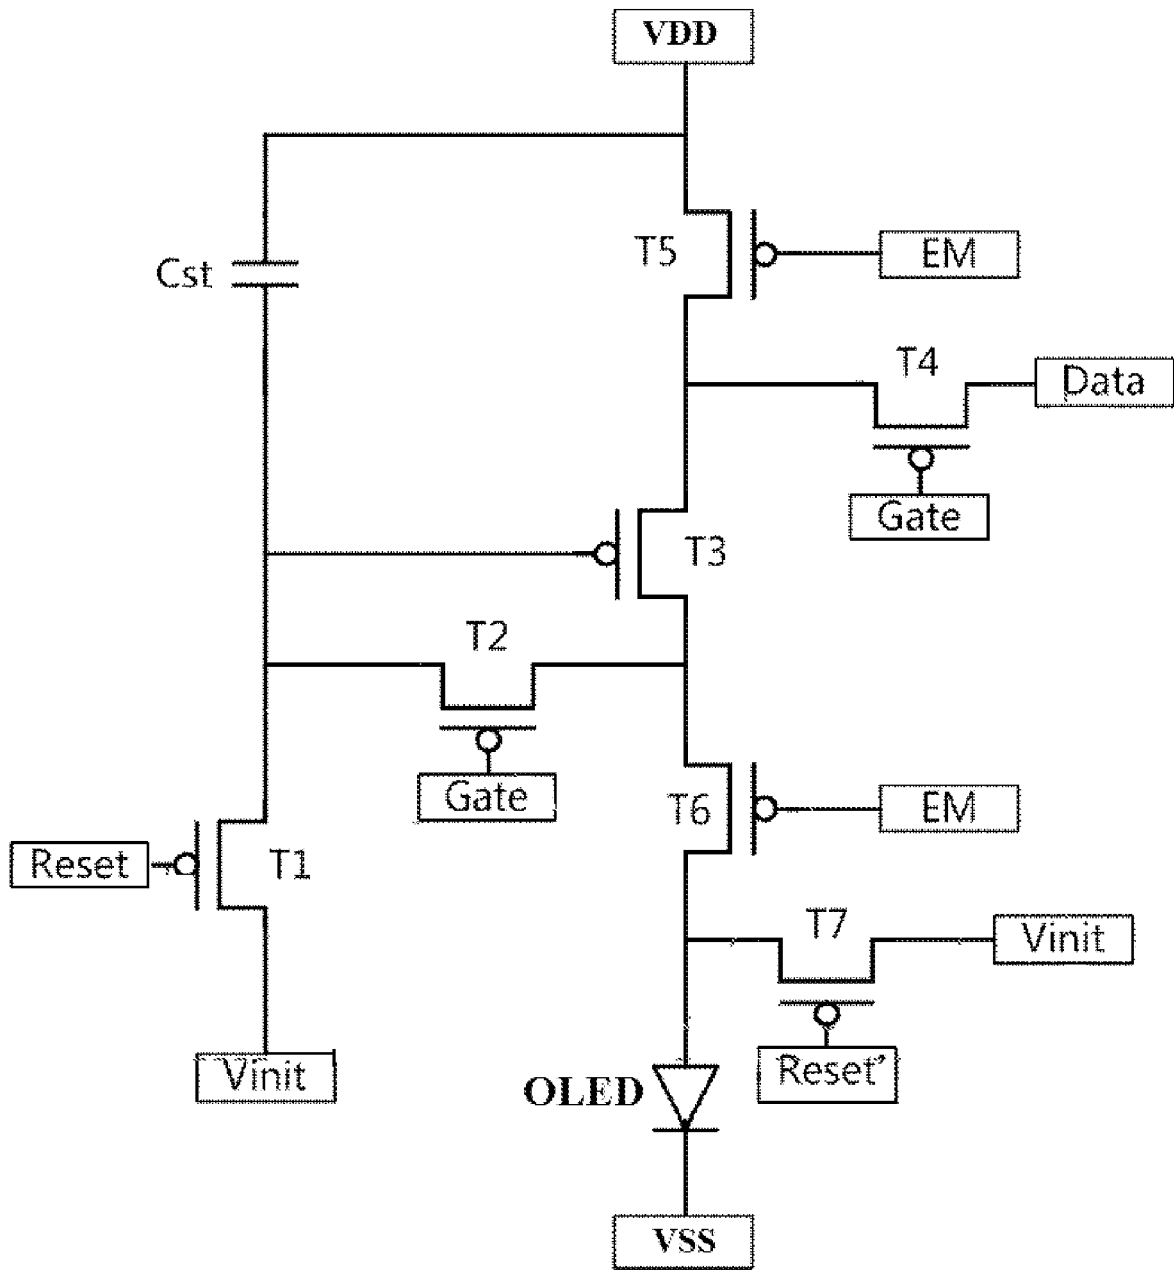 VDD
T5
EM
Cst
T4
Data
Gate
T3
T2
Gate
T6
EM
Reset
T1
T7
Vinit
Vinit
OLED
Reset’
VSS